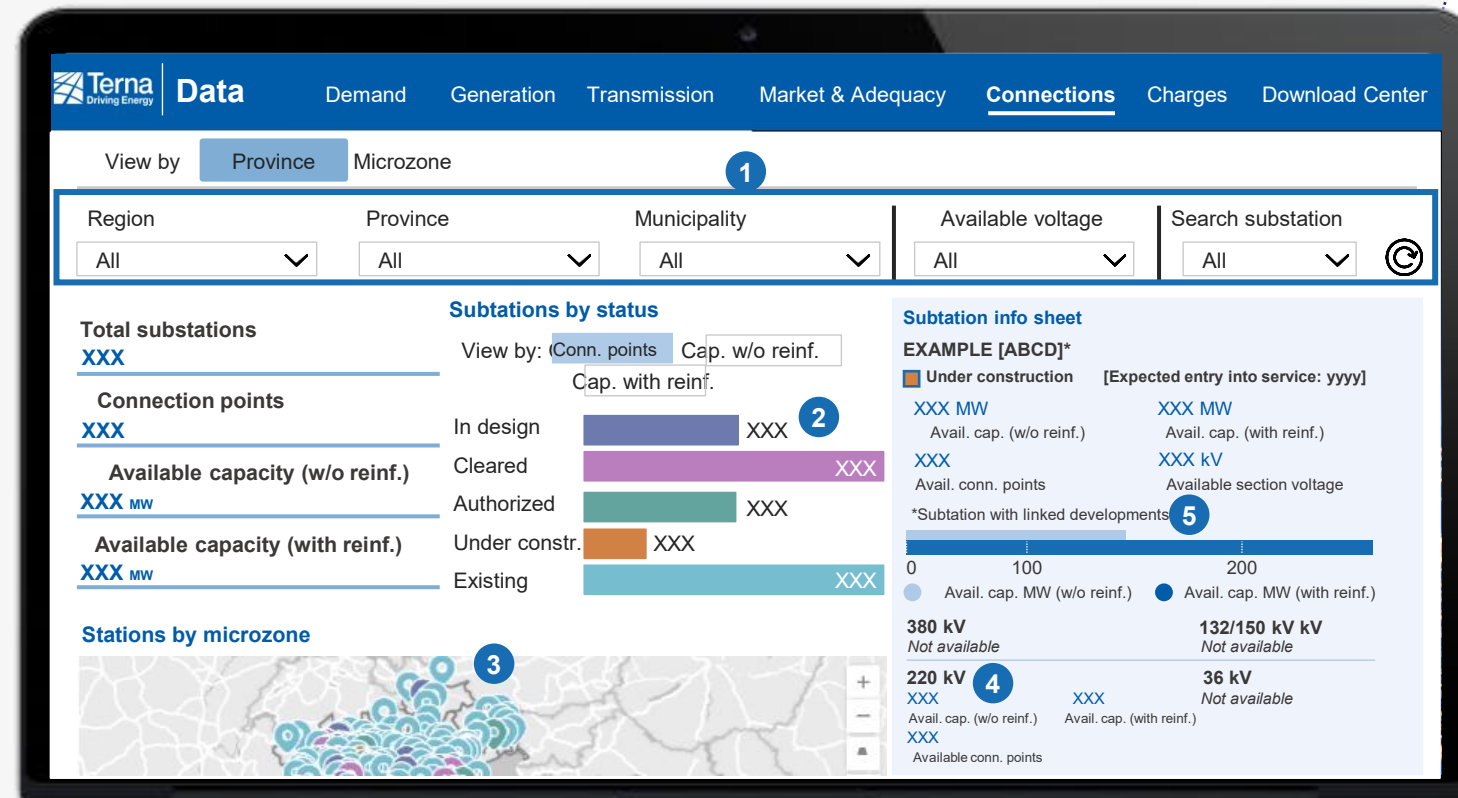 Terna
Driving Energy
Data
Demand Generation Transmission Market & Adequacy Connections Charges Download Center
View by Province Microzone
1
Region Province Municipality Available voltage Search substation
All All All All All
Total substations
XXX
Connection points
XXX
Available capacity (w/o reinf.)
XXX MW
Available capacity (with reinf.)
XXX MW
Subtations by status
View by: Conn. points Cap. w/o reinf.
Cap. with reinf.
2
In design XXX
Cleared XXX
Authorized XXX
Under constr. XXX
Existing XXX
Stations by microzone
3
+
−
Subtation info sheet
EXAMPLE [ABCD]*
Under construction [Expected entry into service: yyyy]
XXX MW XXX MW
Avail. cap. (w/o reinf.) Avail. cap. (with reinf.)
XXX XXX kV
Avail. conn. points Available section voltage
*Subtation with linked developments 5
0 100 200
Avail. cap. MW (w/o reinf.) Avail. cap. MW (with reinf.)
380 kV 132/150 kV kV
Not available Not available
220 kV 4 36 kV
XXX XXX Not available
Avail. cap. (w/o reinf.) Avail. cap. (with reinf.)
XXX
Available conn. points